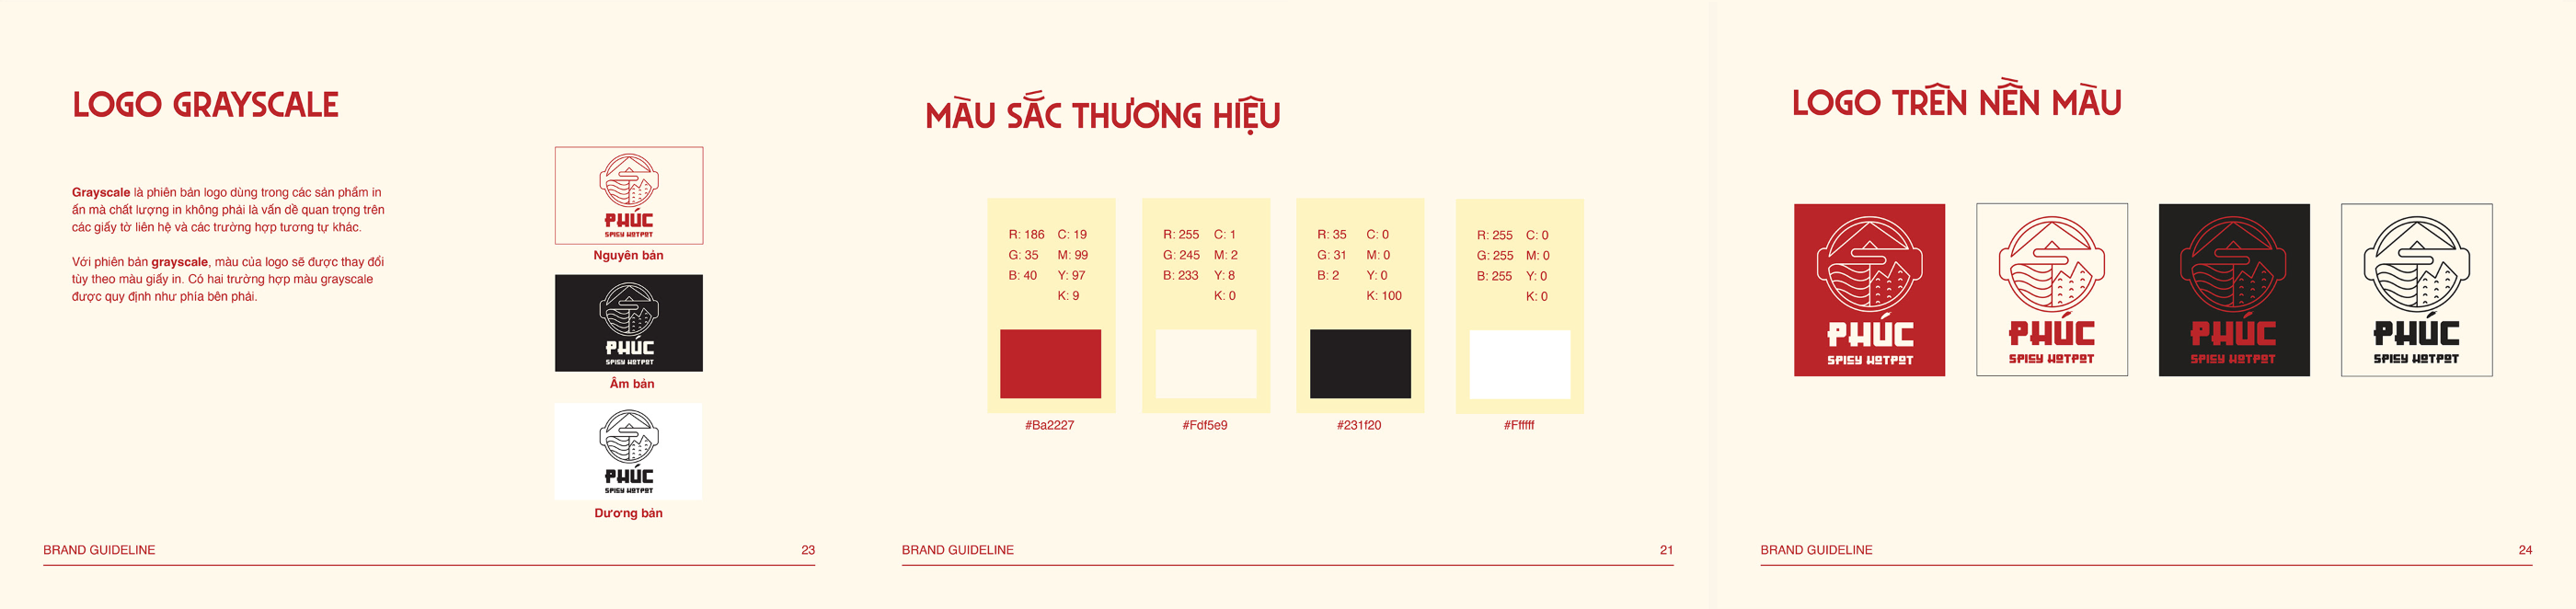 LOGO GRAYSCALE
Grayscale là phiên bản logo dùng trong các sản phẩm in
ấn mà chất lượng in không phải là vấn dề quan trọng trên
các giấy tờ liên hệ và các trường hợp tương tự khác.
Với phiên bản grayscale, màu của logo sẽ được thay đổi
tùy theo màu giấy in. Có hai trường hợp màu grayscale
được quy định như phía bên phải.
PHÚC
SPICY HOTPOT
Nguyên bản
PHÚC
SPICY HOTPOT
Âm bản
PHÚC
SPICY HOTPOT
Dương bản
BRAND GUIDELINE 23
MÀU SẮC THƯƠNG HIỆU
R: 186 C: 19
G: 35 M: 99
B: 40 Y: 97
K: 9
#Ba2227
R: 255 C: 1
G: 245 M: 2
B: 233 Y: 8
K: 0
#Fdf5e9
R: 35 C: 0
G: 31 M: 0
B: 2 Y: 0
K: 100
#231f20
R: 255 C: 0
G: 255 M: 0
B: 255 Y: 0
K: 0
#Ffffff
BRAND GUIDELINE 21
LOGO TRÊN NỀN MÀU
PHÚC
SPICY HOTPOT
PHÚC
SPICY HOTPOT
PHÚC
SPICY HOTPOT
PHÚC
SPICY HOTPOT
BRAND GUIDELINE 24